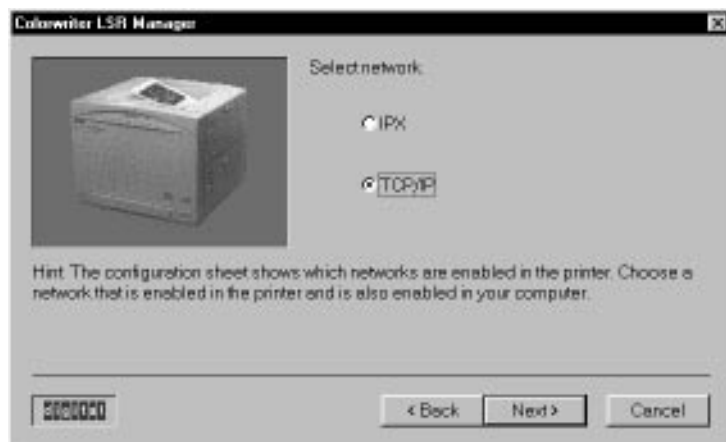 Colorwriter LSR Manager
Select network:
IPX
TCP/IP
Hint: The configuration sheet shows which networks are enabled in the printer. Choose a
network that is enabled in the printer and is also enabled in your computer.
< Back
Next >
Cancel